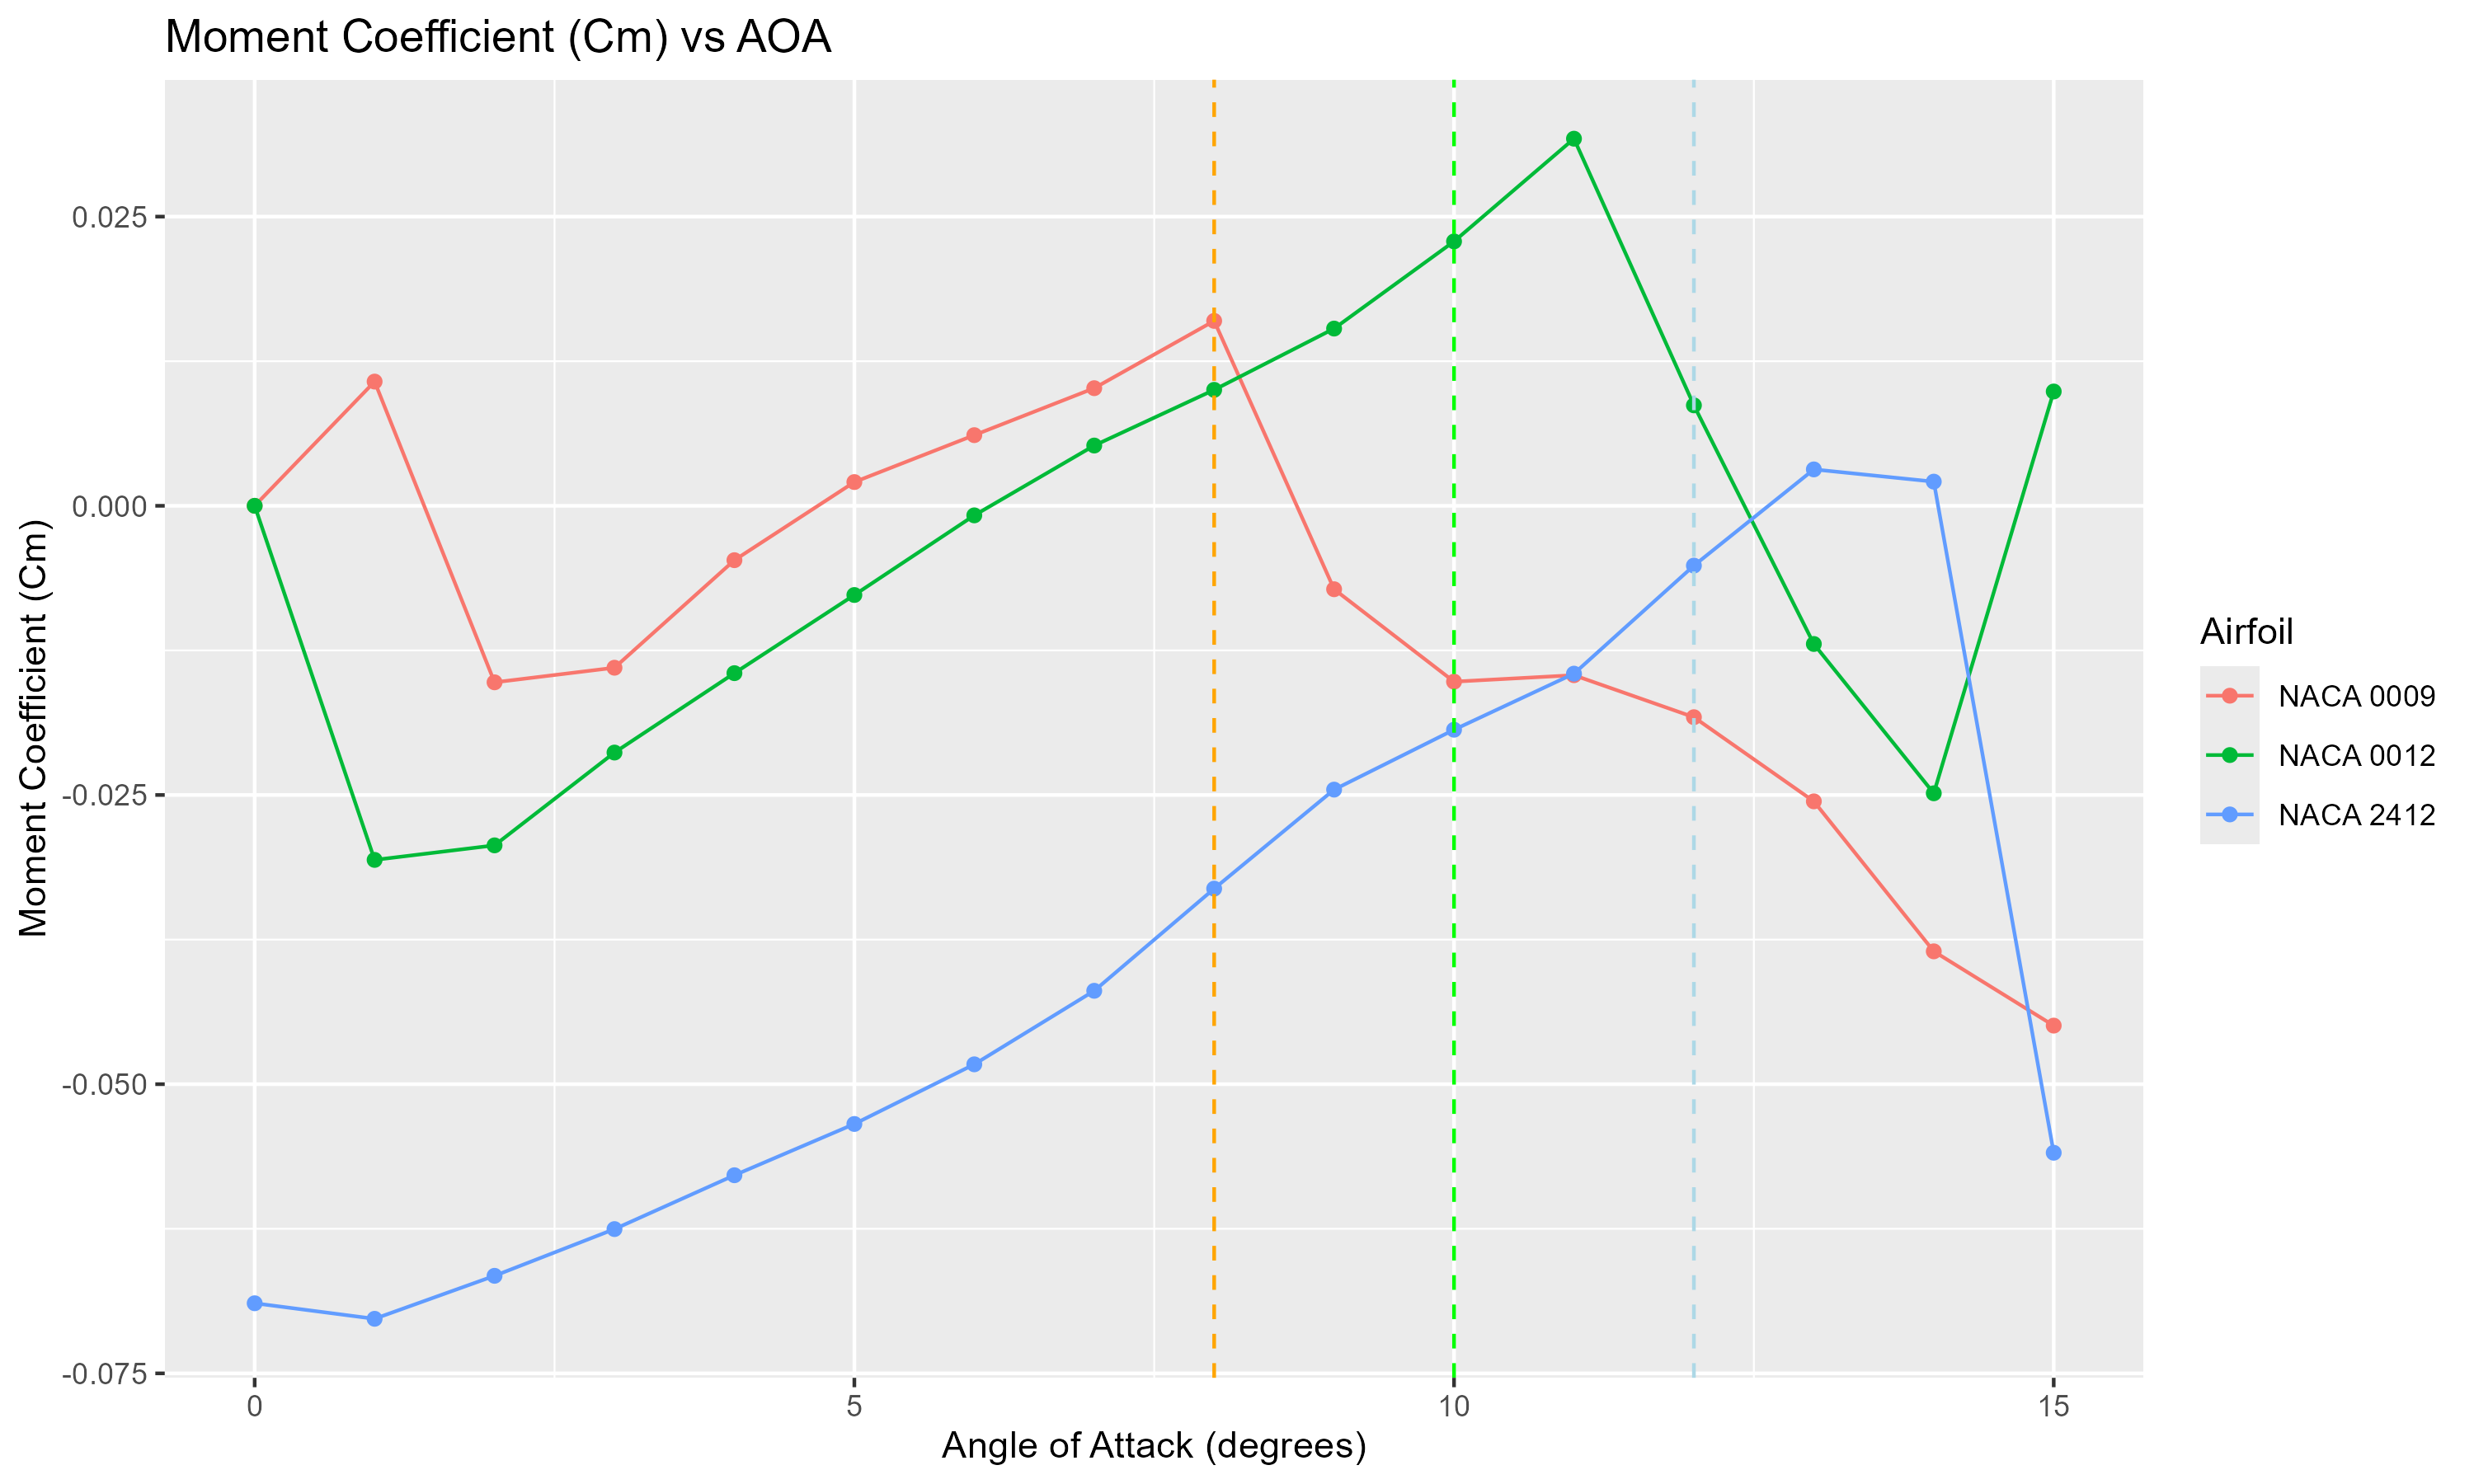 Moment Coefficient (Cm) vs AOA
Moment Coefficient (Cm)
0.025
0.000
-0.025
-0.050
-0.075
0
5
10
15
Angle of Attack (degrees)
Airfoil
NACA 0009
NACA 0012
NACA 2412